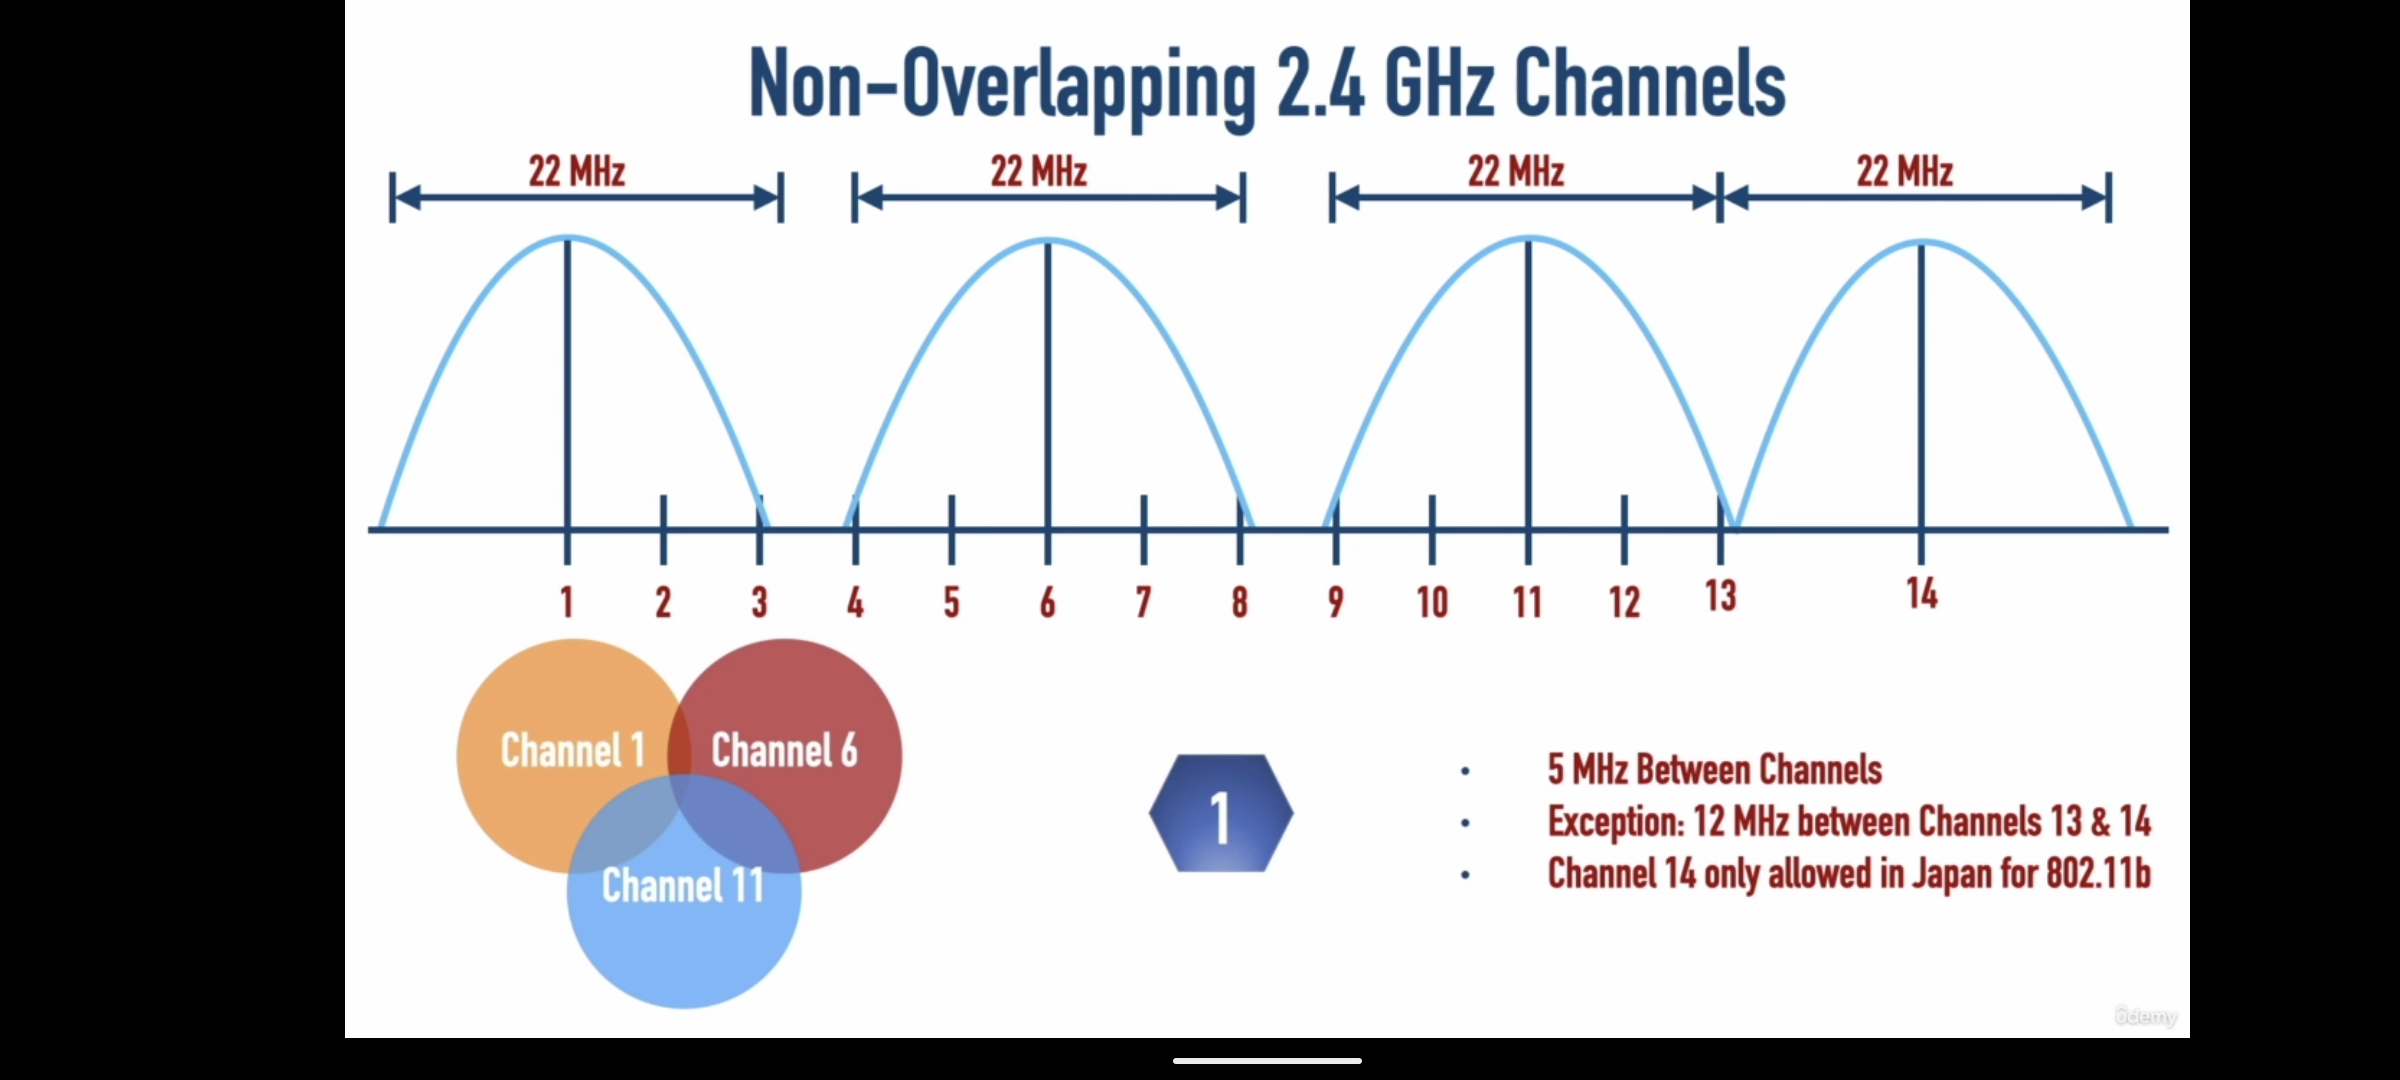 Non-Overlapping 2.4 GHz Channels
22 MHz 22 MHz 22 MHz 22 MHz
1 2 3 4 5 6 7 8 9 10 11 12 13 14
Channel 1 Channel 6
Channel 11
1
• 5 MHz Between Channels
• Exception: 12 MHz between Channels 13 & 14
• Channel 14 only allowed in Japan for 802.11b
ûdemy